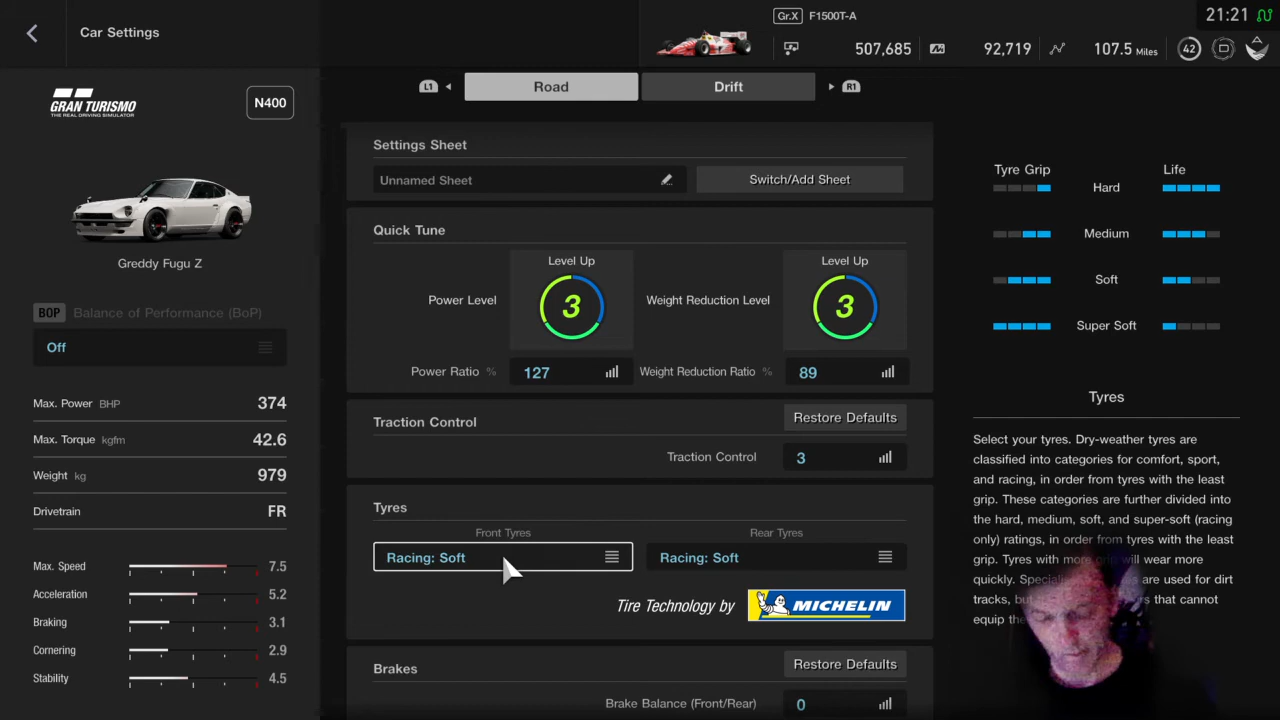 Car Settings
Gr.X F1500T-A
21:21
507,685
92,719
107.5 Miles
42
GRAN TURISMO
THE REAL DRIVING SIMULATOR
N400
L1 Road Drift R1
Greddy Fugu Z
BOP Balance of Performance (BoP)
Off
Max. Power BHP 374
Max. Torque kgfm 42.6
Weight kg 979
Drivetrain FR
Max. Speed 7.5
Acceleration 5.2
Braking 3.1
Cornering 2.9
Stability 4.5
Settings Sheet
Unnamed Sheet
Switch/Add Sheet
Quick Tune
Level Up
Level Up
Power Level 3
Weight Reduction Level 3
Power Ratio % 127
Weight Reduction Ratio % 89
Traction Control
Restore Defaults
Traction Control 3
Tyres
Front Tyres
Rear Tyres
Racing: Soft
Racing: Soft
Tire Technology by
MICHELIN
Brakes
Restore Defaults
Brake Balance (Front/Rear) 0
Tyre Grip Life
Hard
Medium
Soft
Super Soft
Tyres
Select your tyres. Dry-weather tyres are
classified into categories for comfort, sport,
and racing, in order from tyres with the least
grip. These categories are further divided into
the hard, medium, soft, and super-soft (racing
only) ratings, in order from tyres with the least
grip. Tyres with more grip will wear more
quickly. are used for dirt
tracks, that cannot
equip